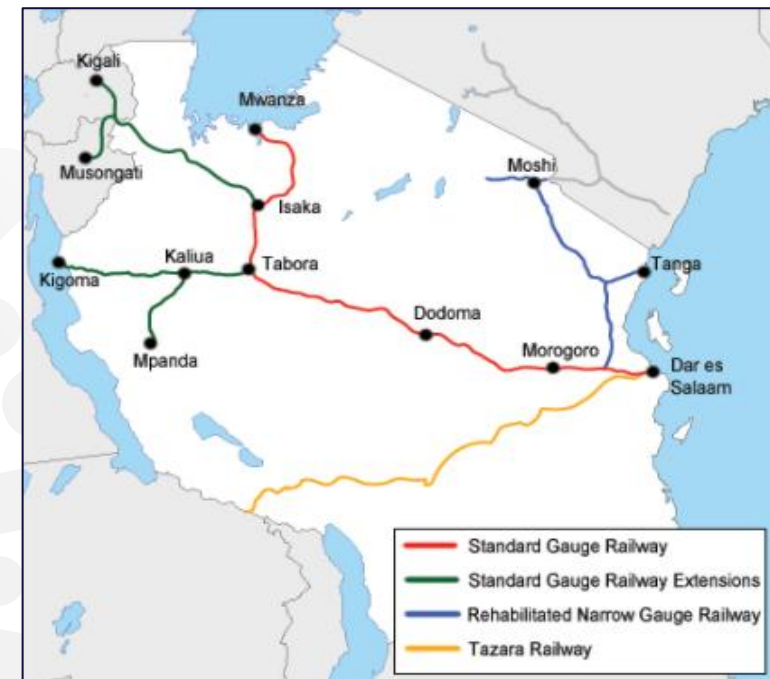 Kigali
Mwanza
Musongati
Moshi
Isaka
Kigoma
Kaliua
Tabora
Tanga
Dodoma
Mpanda
Morogoro
Dar es
Salaam
Standard Gauge Railway
Standard Gauge Railway Extensions
Rehabilitated Narrow Gauge Railway
Tazara Railway